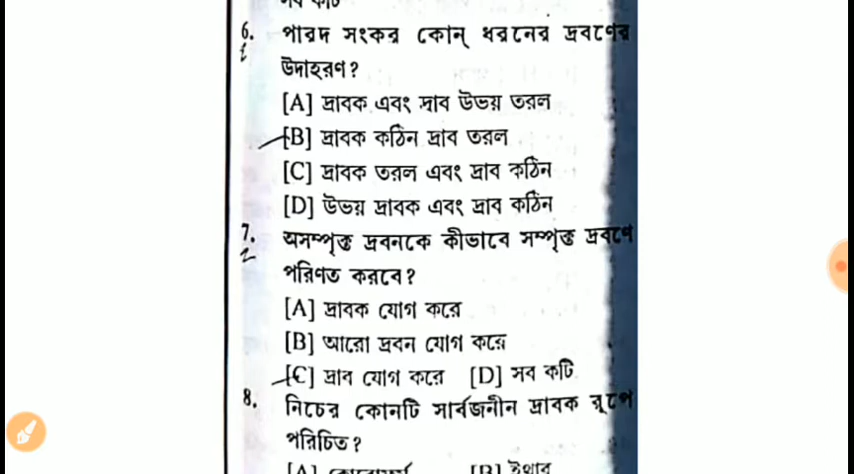 6. পারদ সংকর কোন্ ধরনের দ্রবণের
উদাহরণ?
[A] দ্রাবক এবং দ্রাব উভয় তরল
[B] দ্রাবক কঠিন দ্রাব তরল
[C] দ্রাবক তরল এবং দ্রাব কঠিন
[D] উভয় দ্রাবক এবং দ্রাব কঠিন
7. অসম্পৃক্ত দ্রবনকে কীভাবে সম্পৃক্ত দ্রবণে
পরিণত করবে?
[A] দ্রাবক যোগ করে
[B] আরো দ্রবন যোগ করে
[C] দ্রাব যোগ করে [D] সব কটি
8. নিচের কোনটি সার্বজনীন দ্রাবক রূপে
পরিচিত?
[A] [B] ইথার